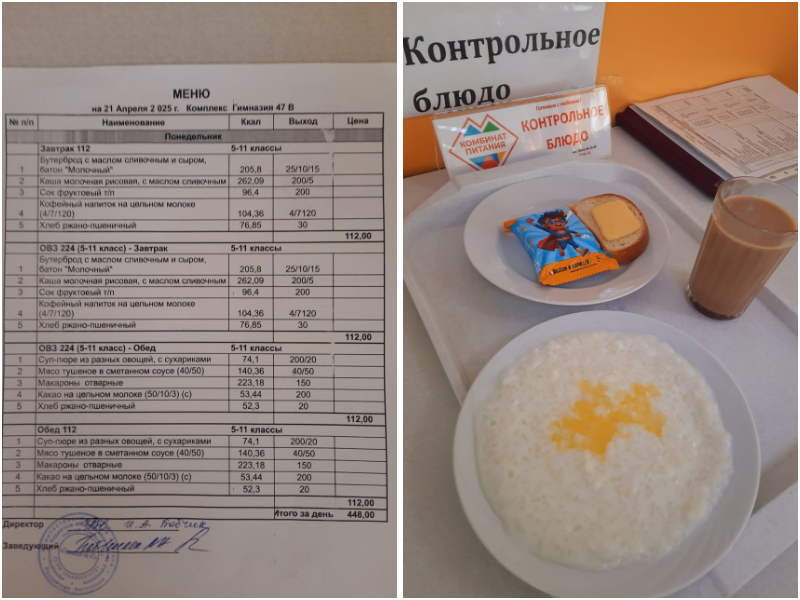 МЕНЮ
на 21 Апреля 2 025 г. Комплекс Гимназия 47 В
№ п/п Наименование Ккал Выход Цена
Понедельник
Завтрак 112 5-11 классы
1 Бутерброд с маслом сливочным и сыром, батон "Молочный" 205,8 25/10/15
2 Каша молочная рисовая, с маслом сливочным 262,09 200/5
3 Сок фруктовый т/п 96,4 200
4 Кофейный напиток на цельном молоке (4/7/120) 104,36 4/7120
5 Хлеб ржано-пшеничный 76,85 30
112,00
ОВЗ 224 (5-11 класс) - Завтрак 5-11 классы
1 Бутерброд с маслом сливочным и сыром, батон "Молочный" 205,8 25/10/15
2 Каша молочная рисовая, с маслом сливочным 262,09 200/5
3 Сок фруктовый т/п 96,4 200
4 Кофейный напиток на цельном молоке (4/7/120) 104,36 4/7120
5 Хлеб ржано-пшеничный 76,85 30
112,00
ОВЗ 224 (5-11 класс) - Обед 5-11 классы
1 Суп-пюре из разных овощей, с сухариками 74,1 200/20
2 Мясо тушеное в сметанном соусе (40/50) 140,36 40/50
3 Макароны отварные 223,18 150
4 Какао на цельном молоке (50/10/3) (с) 53,44 200
5 Хлеб ржано-пшеничный 52,3 20
112,00
Обед 112 5-11 классы
1 Суп-пюре из разных овощей, с сухариками 74,1 200/20
2 Мясо тушеное в сметанном соусе (40/50) 140,36 40/50
3 Макароны отварные 223,18 150
4 Какао на цельном молоке (50/10/3) (с) 53,44 200
5 Хлеб ржано-пшеничный 52,3 20
112,00
Итого за день 448,00
Директор
Заведующий
Контрольное
блюдо
КОМБИНАТ
ПИТАНИЯ
Готовим с любовью!
КОНТРОЛЬНОЕ
БЛЮДО